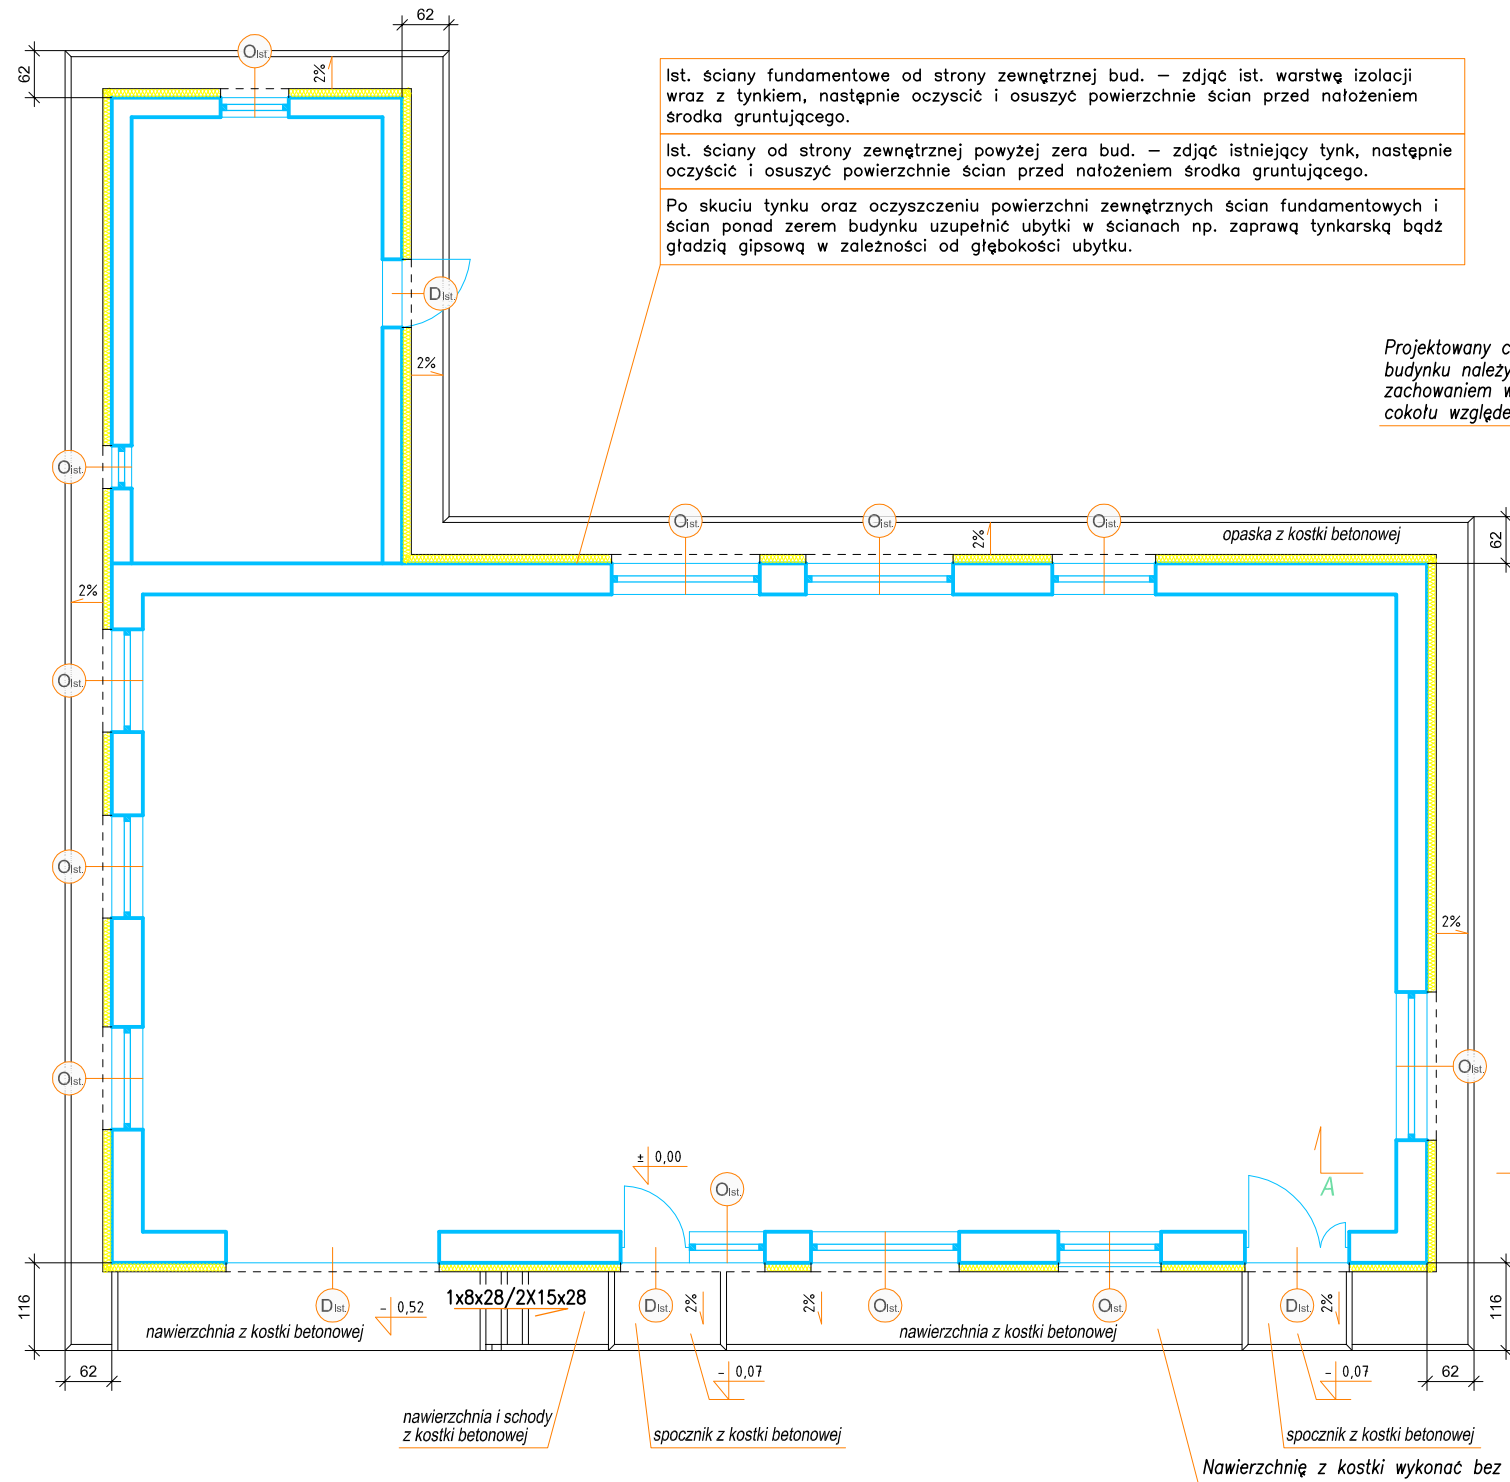 62
62
OIst.
2%
Ist. ściany fundamentowe od strony zewnętrznej bud. – zdjąć ist. warstwę izolacji
wraz z tynkiem, następnie oczyscić i osuszyć powierzchnie ścian przed nałożeniem
środka gruntującego.
Ist. ściany od strony zewnętrznej powyżej zera bud. – zdjąć istniejący tynk, następnie
oczyścić i osuszyć powierzchnie ścian przed nałożeniem środka gruntującego.
Po skuciu tynku oraz oczyszczeniu powierzchni zewnętrznych ścian fundamentowych i
ścian ponad zerem budynku uzupełnić ubytki w ścianach np. zaprawą tynkarską bądź
gładzią gipsową w zależności od głębokości ubytku.
DIst.
2%
Projektowany c
budynku należy
zachowaniem w
cokołu względe
Oist.
Oist.
Oist.
Oist.
2%
opaska z kostki betonowej
62
2%
OIst.
OIst.
2%
OIst.
OIst.
± 0,00
OIst.
A
116
DIst.
- 0,52
1x8x28/2X15x28
DIst.
2%
2%
OIst.
OIst.
DIst.
2%
116
nawierzchnia z kostki betonowej
nawierzchnia z kostki betonowej
62
- 0,07
- 0,07
62
nawierzchnia i schody
z kostki betonowej
spocznik z kostki betonowej
spocznik z kostki betonowej
Nawierzchnię z kostki wykonać bez